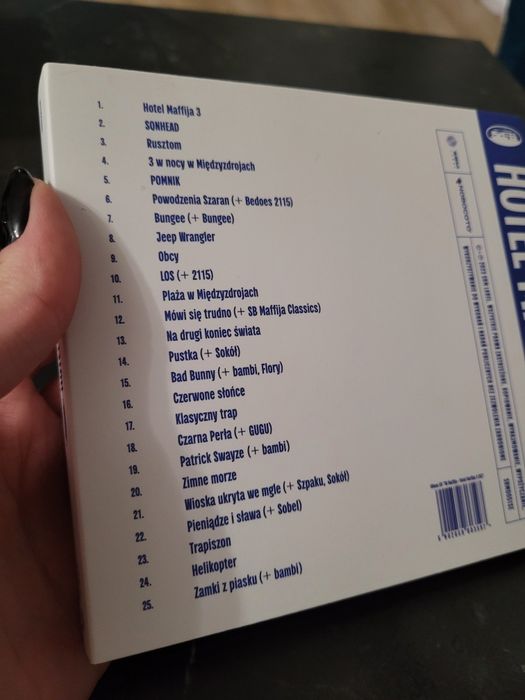 1. Hotel Maffija 3
2. SONHEAD
3. Rusztom
4. 3 w nocy w Międzyzdrojach
5. POMNIK
6. Powodzenia Szaran (+ Bedoes 2115)
7. Bungee (+ Bungee)
8. Jeep Wrangler
9. Obcy
10. LOS (+ 2115)
11. Plaża w Międzyzdrojach
12. Mówi się trudno (+ SB Maffija Classics)
13. Na drugi koniec świata
14. Pustka (+ Sokół)
15. Bad Bunny (+ bambi, Flory)
16. Czerwone słońce
17. Klasyczny trap
18. Czarna Perła (+ GUGU)
19. Patrick Swayze (+ bambi)
20. Zimne morze
21. Wioska ukryta we mgle (+ Szpaku, Sokół)
22. Pieniądze i sława (+ Sobel)
23. Trapiszon
24. Helikopter
25. Zamki z piasku (+ bambi)
HOTEL
NOBOCOTO